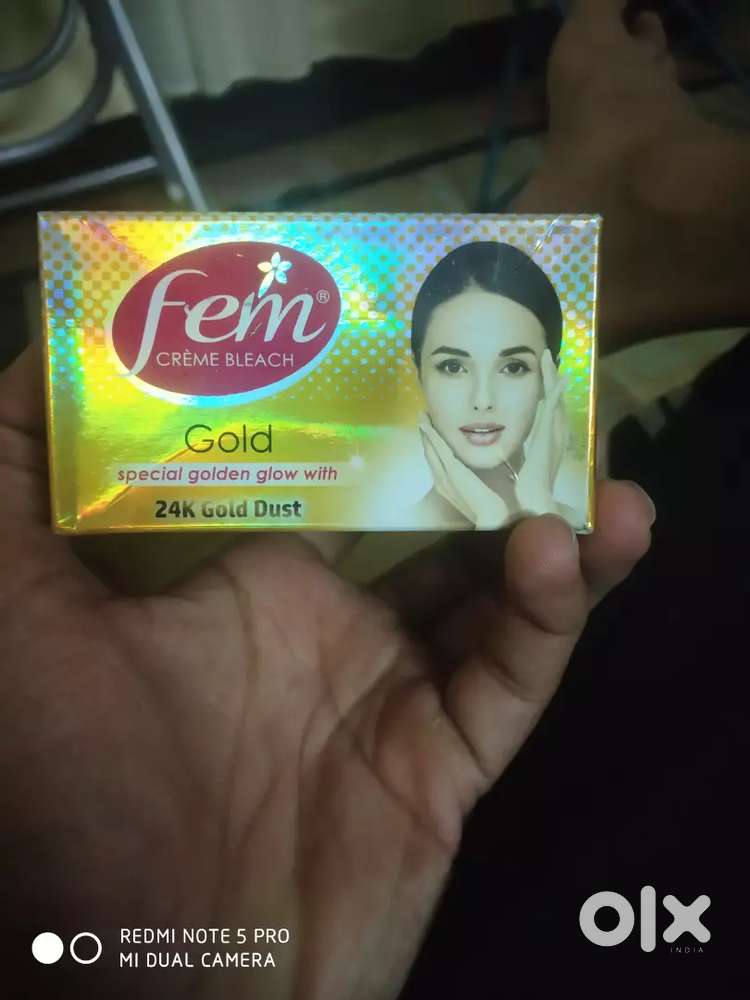 fem®
CRÈME BLEACH
Gold
special golden glow with
24K Gold Dust
REDMI NOTE 5 PRO
MI DUAL CAMERA
olx
INDIA